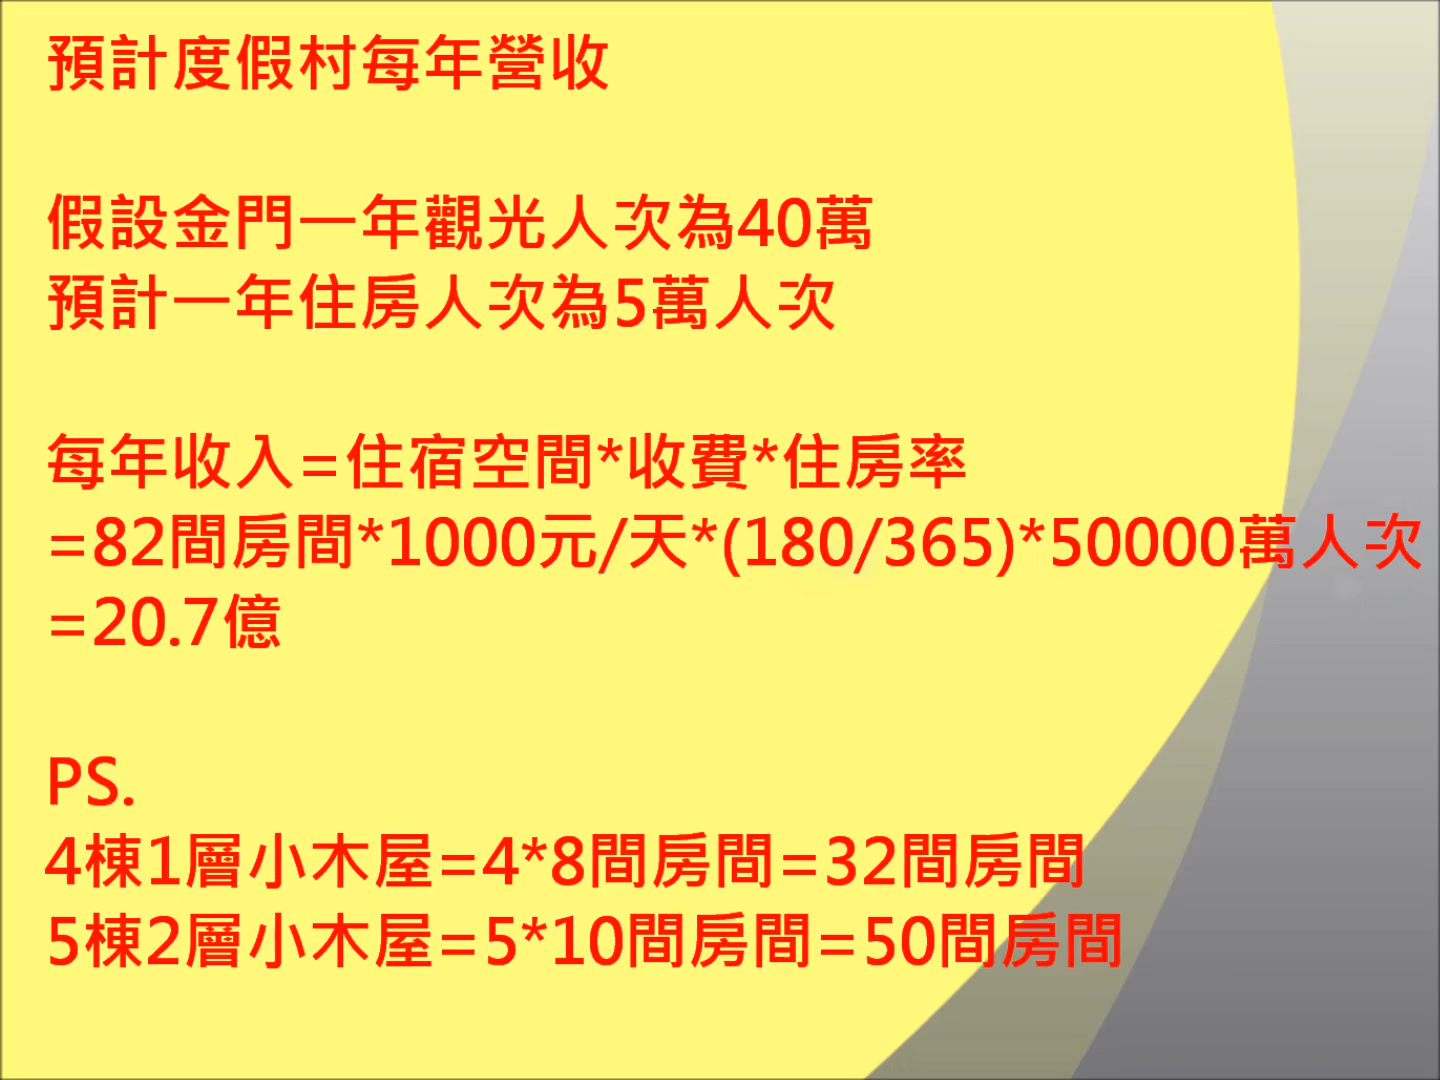 預計度假村每年營收
假設金門一年觀光人次為40萬
預計一年住房人次為5萬人次
每年收入=住宿空間*收費*住房率
=82間房間*1000元/天*(180/365)*50000萬人次
=20.7億
PS.
4棟1層小木屋=4*8間房間=32間房間
5棟2層小木屋=5*10間房間=50間房間